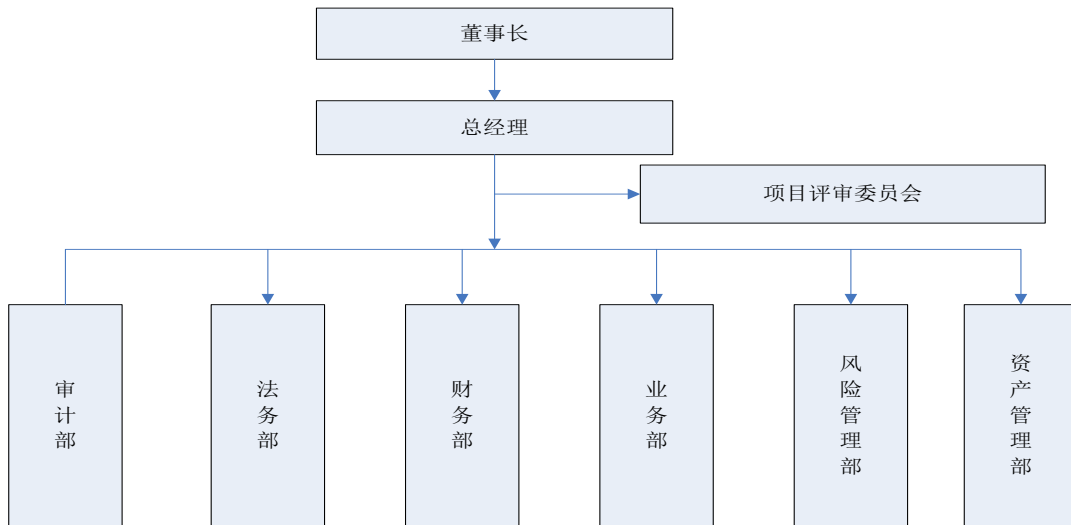 董事长
总经理
项目评审委员会
审计部
法务部
财务部
业务部
风险管理部
资产管理部